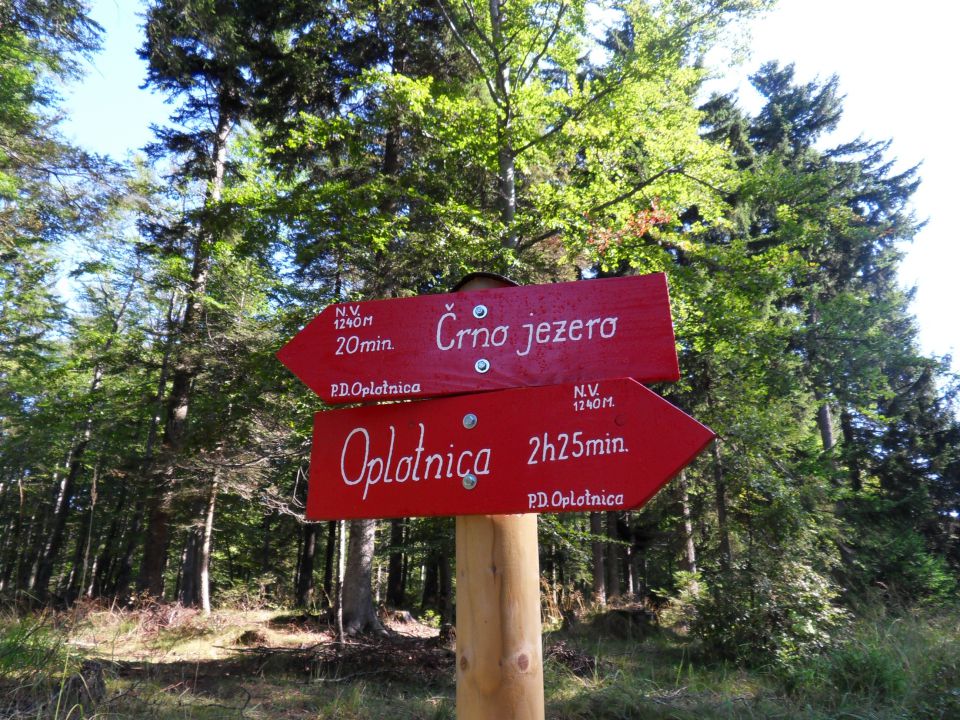 N.V.
1240M
20min.
Črno jezero
P.D.Oplotnica
N.V.
1240M.
Oplotnica
2h25min.
P.D.Oplotnica